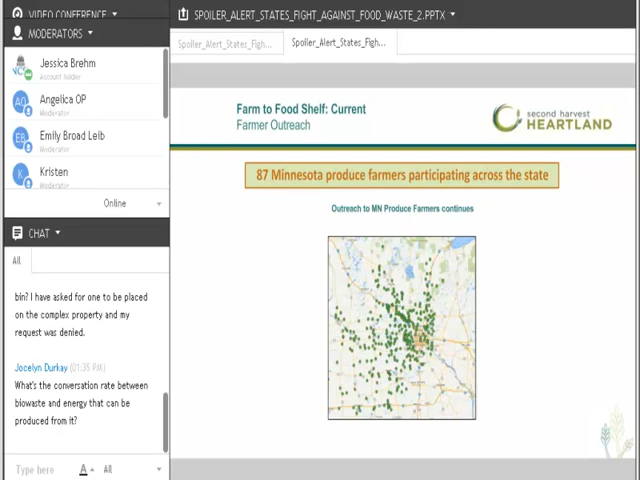 VIDEO CONFERENCE
MODERATORS
Jessica Brehm
Account holder
Angelica OP
Moderator
Emily Broad Leib
Moderator
Kristen
Moderator
Online
CHAT
All
bin? I have asked for one to be placed
on the complex property and my
request was denied.
Jocelyn Durkay (01:35 PM)
What's the conversation rate between
biowaste and energy that can be
produced from it?
Type here
A
All
SPOILER_ALERT_STATES_FIGHT_AGAINST_FOOD_WASTE_2.PPTX
Spoiler_Alert_States_Figh...
Spoiler_Alert_States_Figh...
Farm to Food Shelf: Current
Farmer Outreach
second harvest
HEARTLAND
87 Minnesota produce farmers participating across the state
Outreach to MN Produce Farmers continues